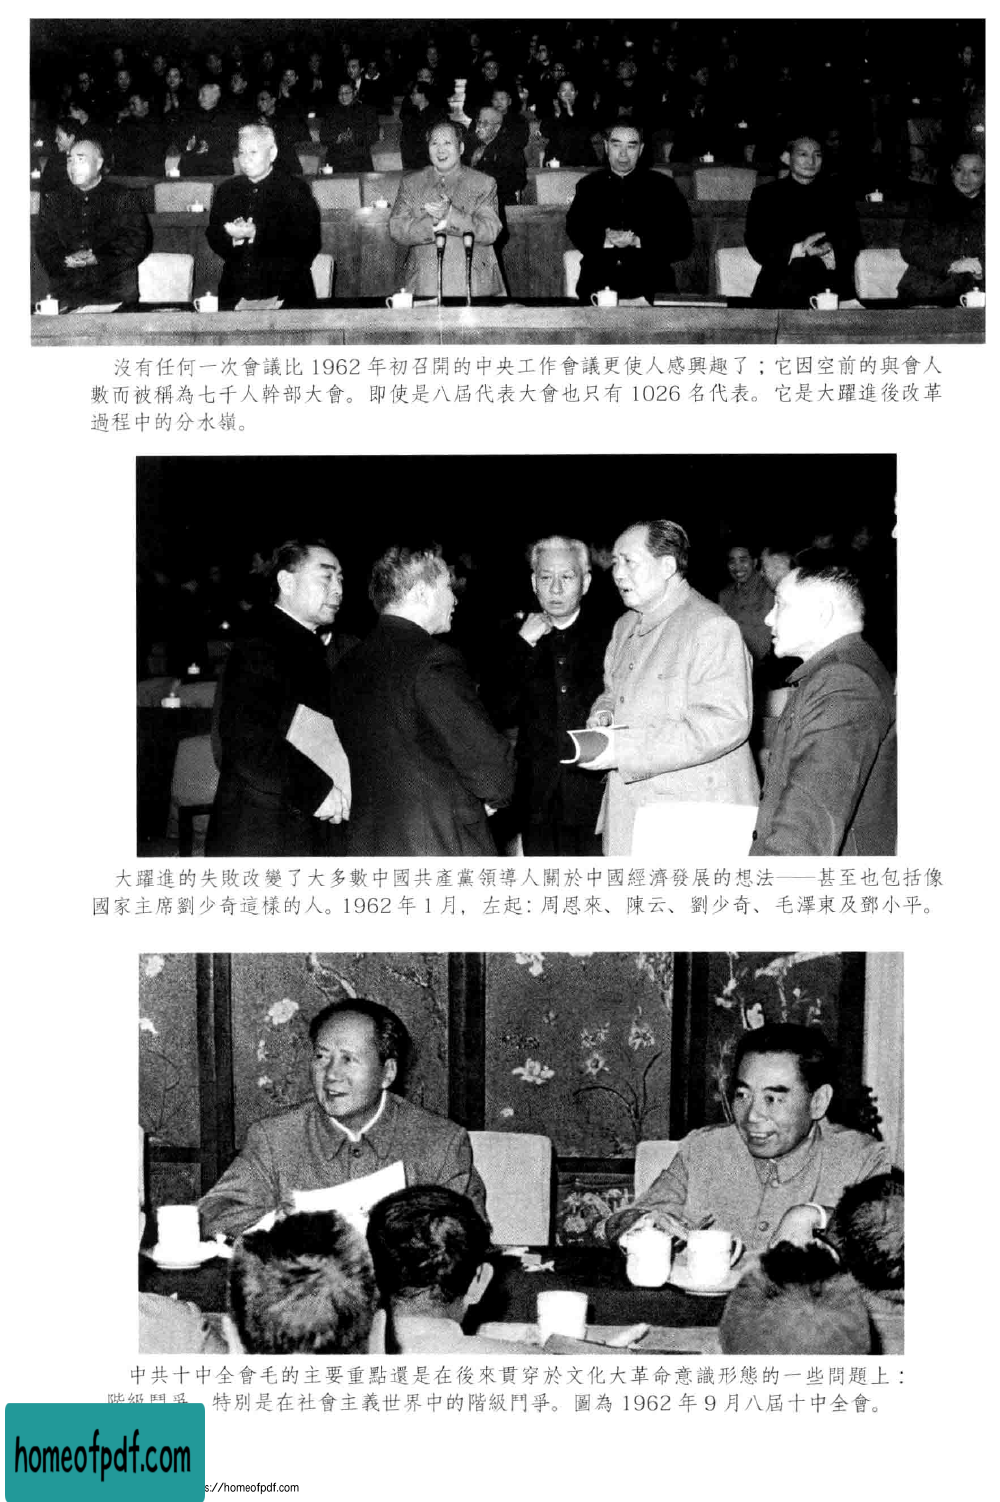 沒有任何一次會議比 1962 年初召開的中央工作會議更使人感興趣了；它因空前的與會人
數而被稱為七千人幹部大會。即使是八屆代表大會也只有 1026 名代表。它是大躍進後改革
過程中的分水嶺。
大躍進的失敗改變了大多數中國共產黨領導人關於中國經濟發展的想法——甚至也包括像
國家主席劉少奇這樣的人。1962 年 1 月，左起：周恩來、陳云、劉少奇、毛澤東及鄧小平。
中共十中全會毛的主要重點還是在後來貫穿於文化大革命意識形態的一些問題上：
階級鬥爭，特別是在社會主義世界中的階級鬥爭。圖為 1962 年 9 月八屆十中全會。
homeofpdf.com
s://homeofpdf.com